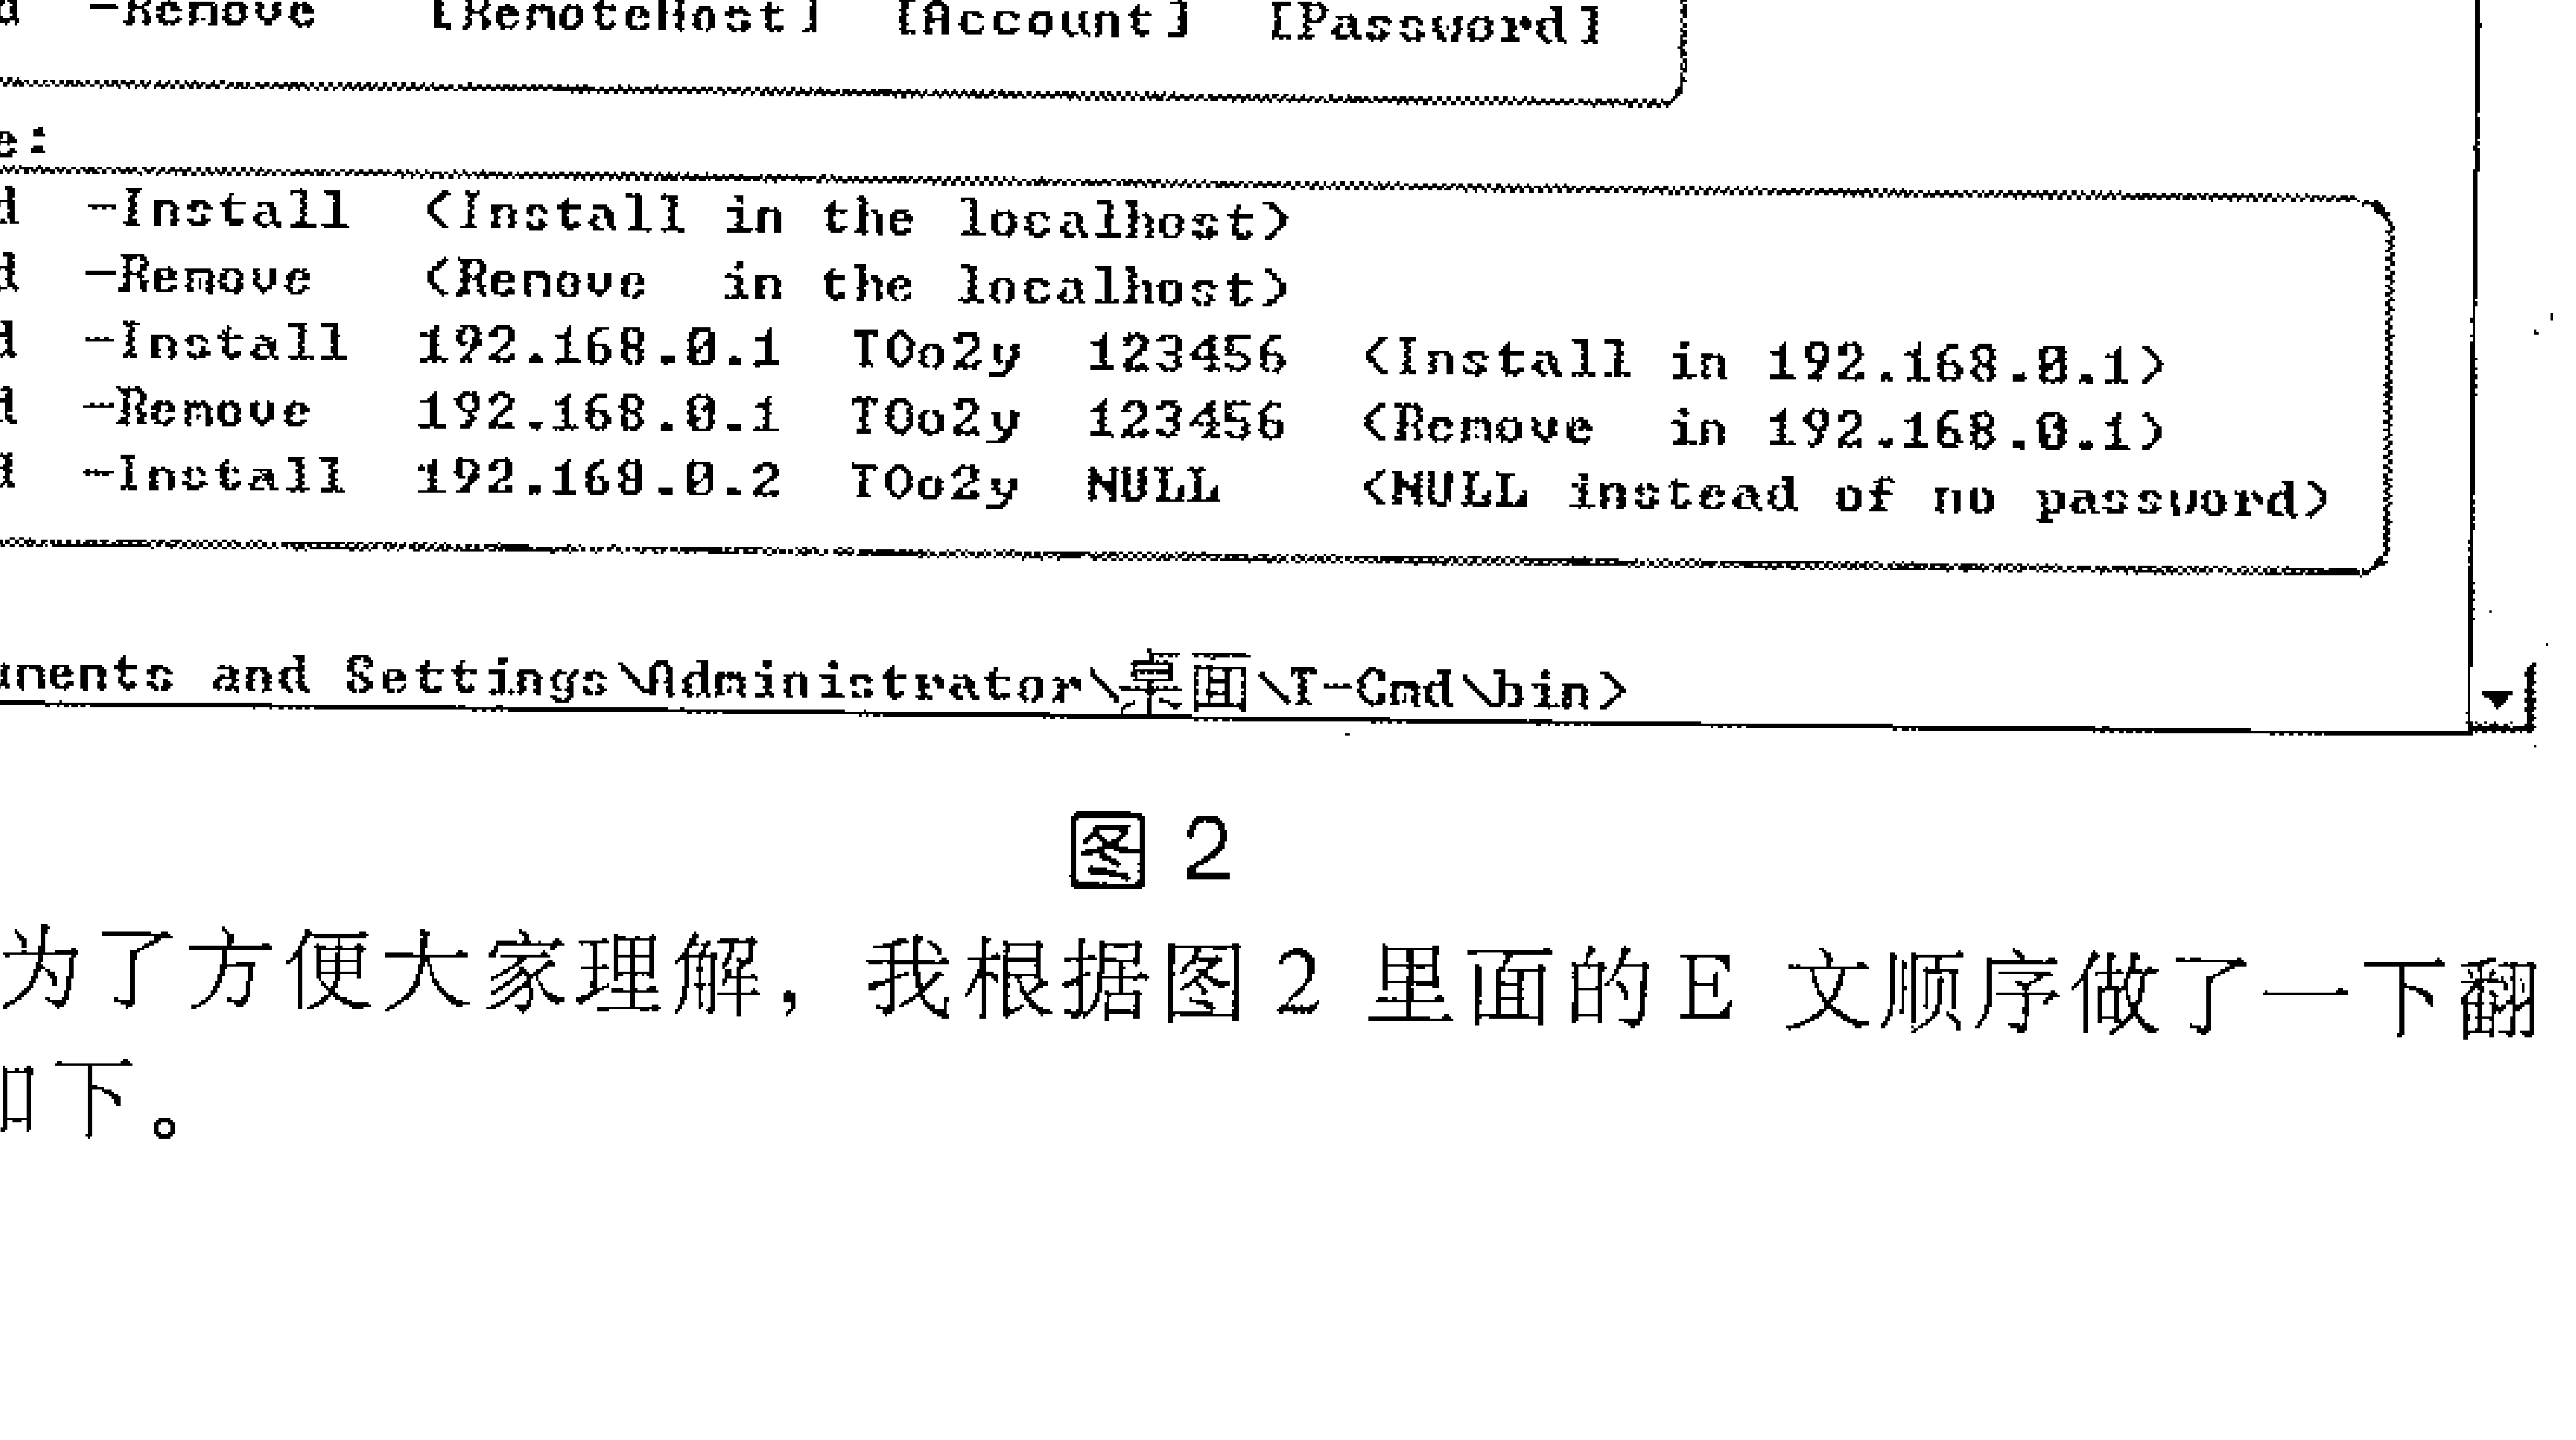 d -Remove [RemoteHost] [Account] [Password]
e:
d -Install <Install in the localhost>
d -Remove <Remove in the localhost>
d -Install 192.168.0.1 TOo2y 123456 <Install in 192.168.0.1>
d -Remove 192.168.0.1 TOo2y 123456 <Remove in 192.168.0.1>
d -Install 192.168.0.2 TOo2y NULL <NULL instead of no password>
uments and Settings\Administrator\桌面\T-Cmd\bin>
图 2
为了方便大家理解，我根据图 2 里面的 E 文顺序做了一下翻
如下。